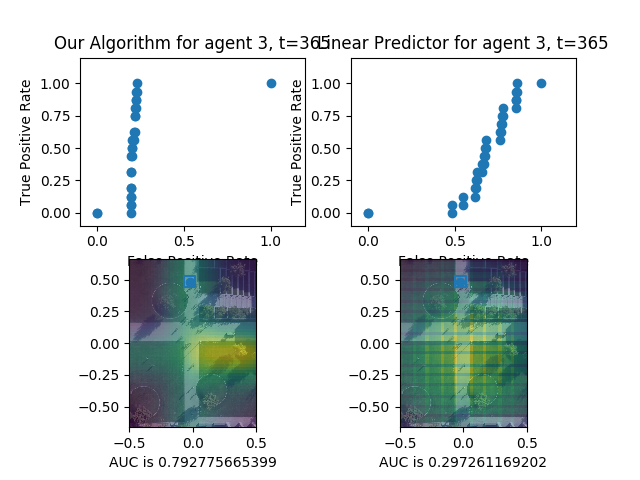 Our Algorithm for agent 3, t=365
Linear Predictor for agent 3, t=365
True Positive Rate
1.00
0.75
0.50
0.25
0.00
0.0 0.5 1.0
False Positive Rate
True Positive Rate
1.00
0.75
0.50
0.25
0.00
0.0 0.5 1.0
False Positive Rate
0.50
0.25
0.00
−0.25
−0.50
−0.5 0.0 0.5
AUC is 0.792775665399
0.50
0.25
0.00
−0.25
−0.50
−0.5 0.0 0.5
AUC is 0.297261169202